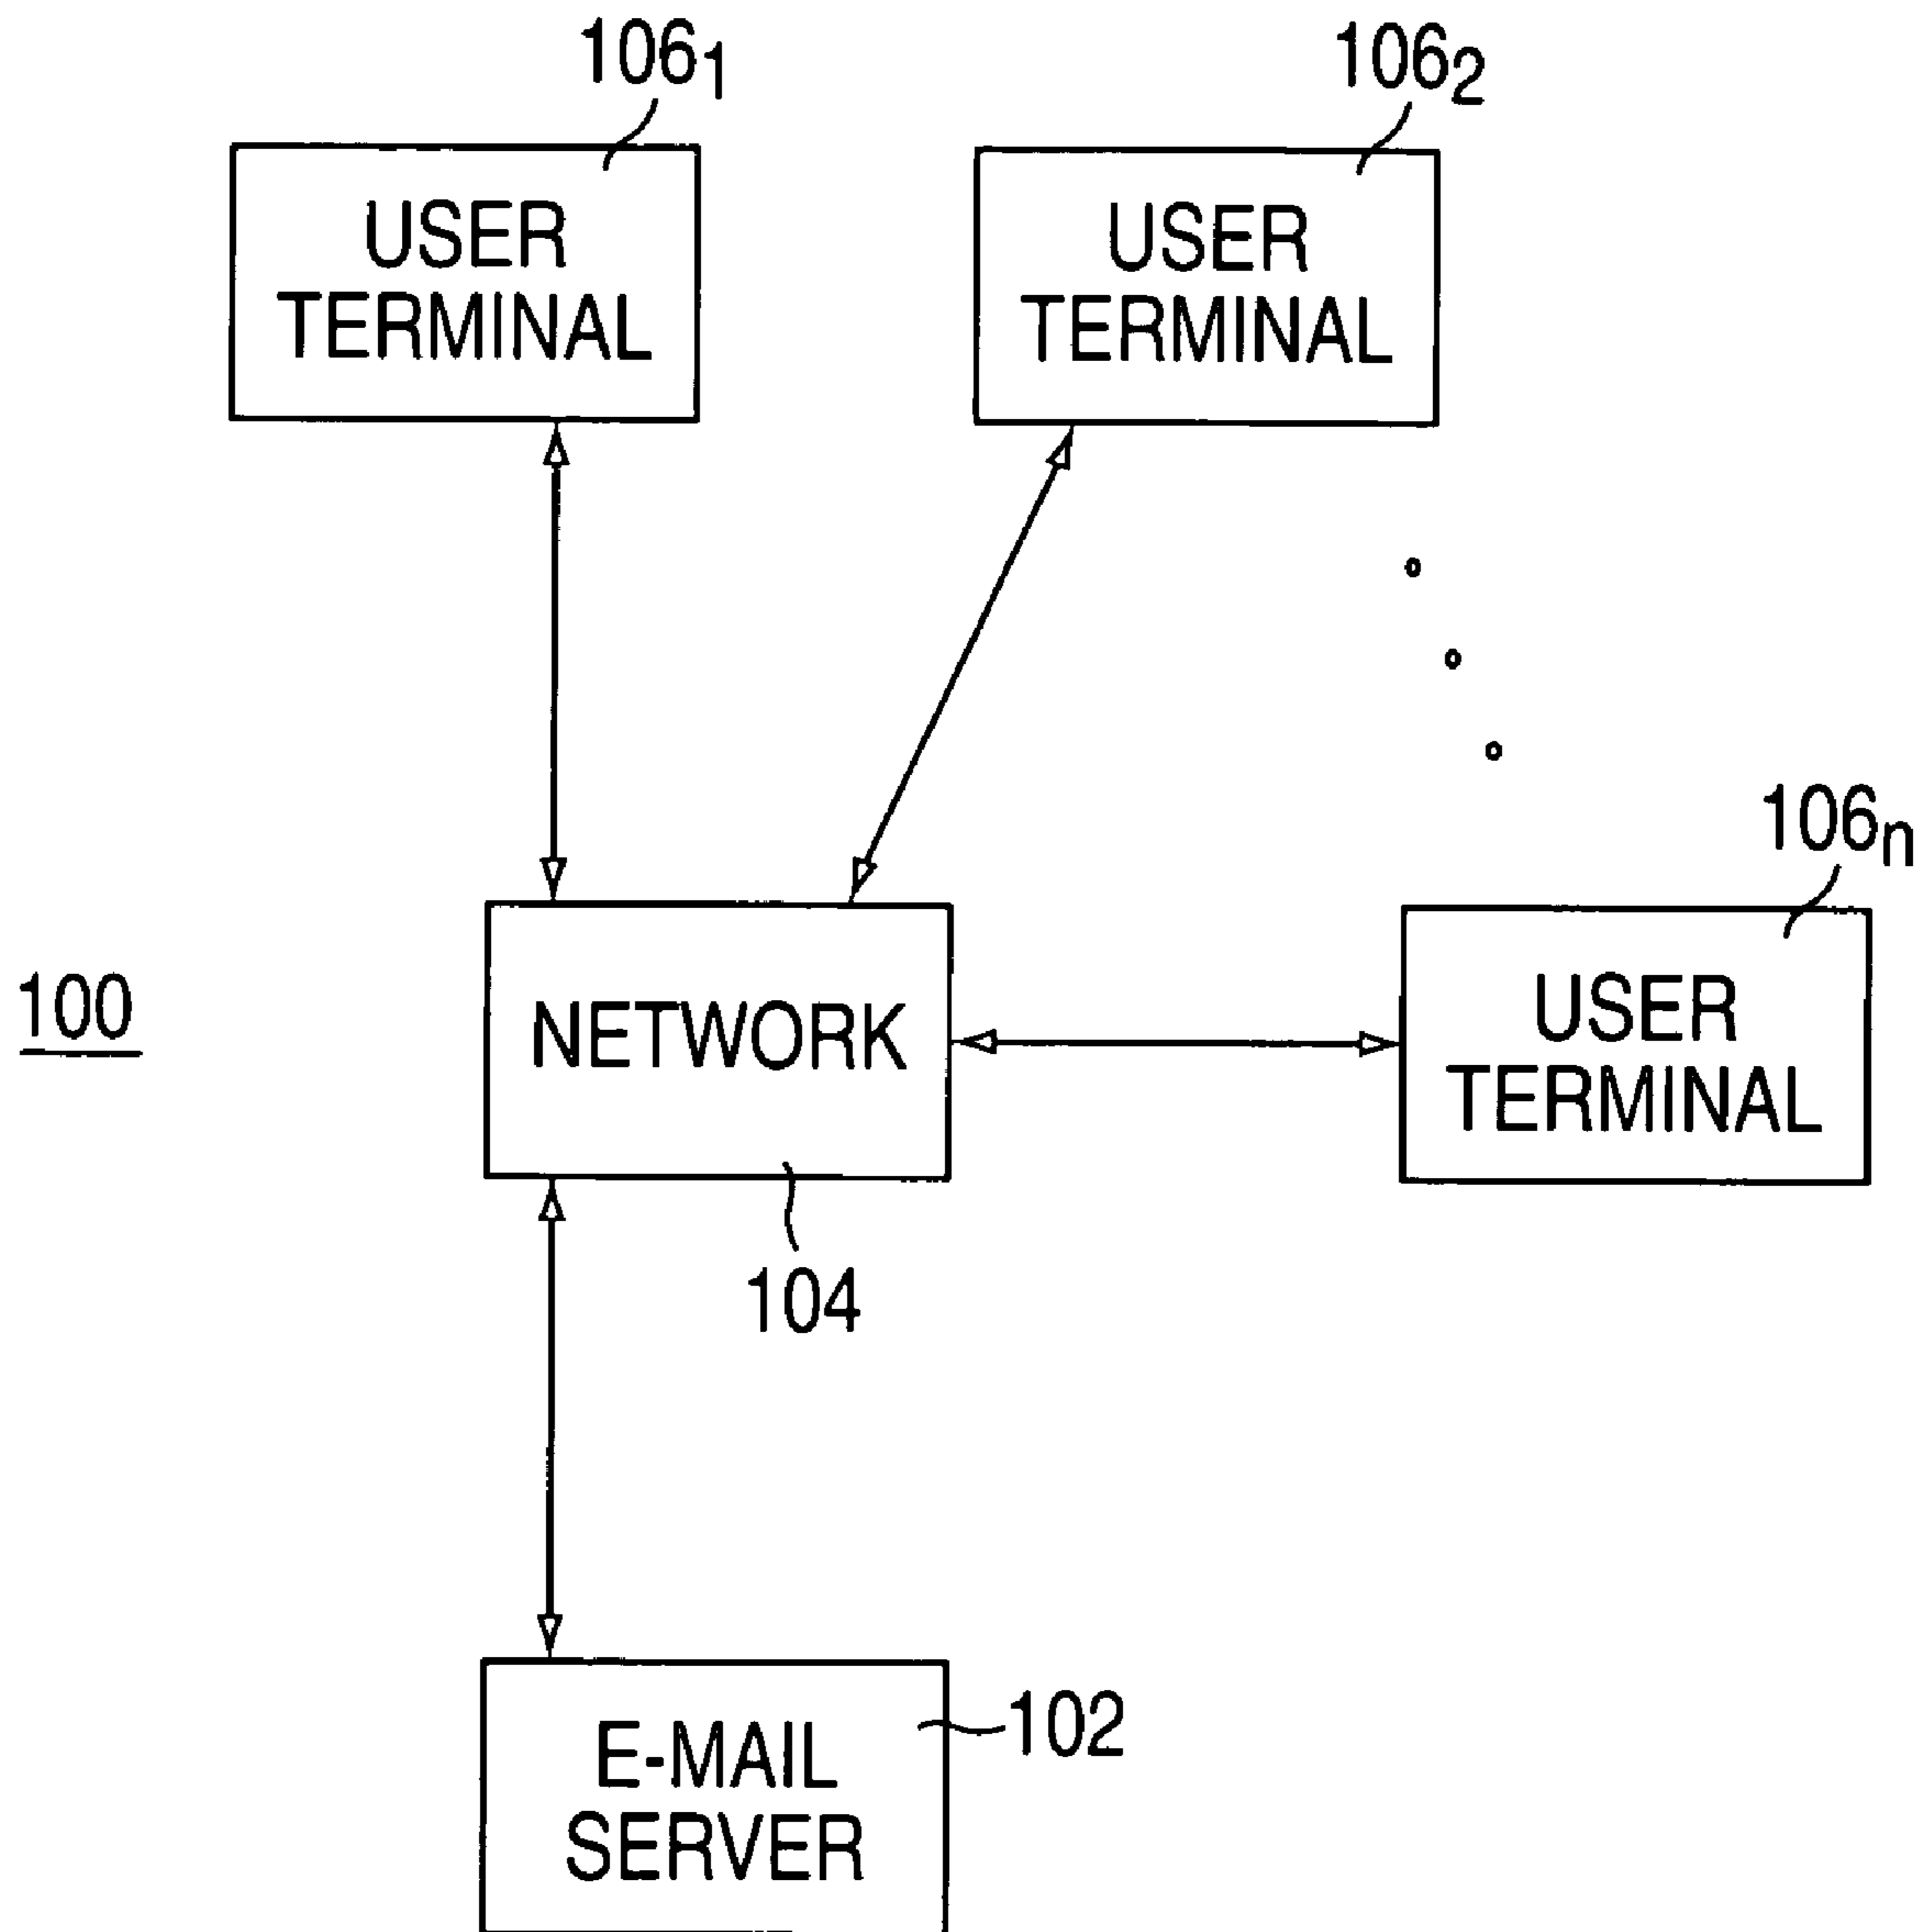 106₁
106₂
USER
TERMINAL
USER
TERMINAL
106ₙ
100
NETWORK
USER
TERMINAL
104
E-MAIL
SERVER
102